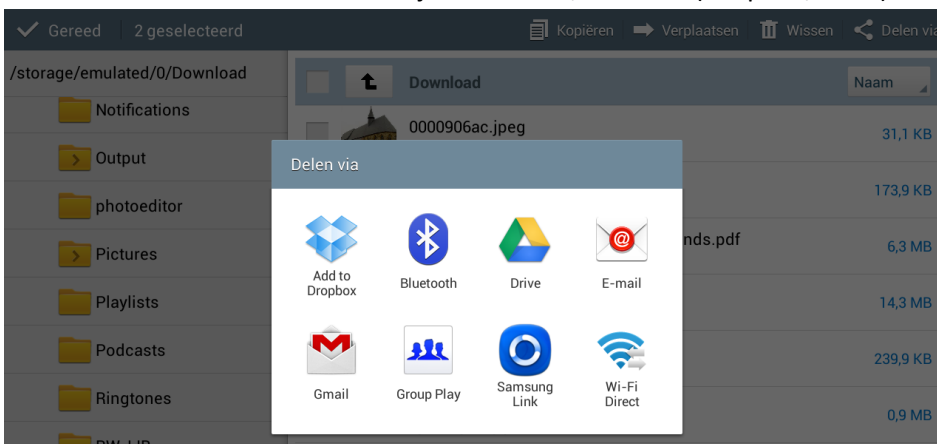 Gereed
2 geselecteerd
Kopiëren
Verplaatsen
Wissen
Delen via
/storage/emulated/0/Download
Download
Naam
Notifications
0000906ac.jpeg
31,1 KB
Output
173,9 KB
photoeditor
nds.pdf
6,3 MB
Pictures
Playlists
14,3 MB
Podcasts
239,9 KB
Ringtones
0,9 MB
Delen via
Add to
Dropbox
Bluetooth
Drive
E-mail
Gmail
Group Play
Samsung
Link
Wi-Fi
Direct